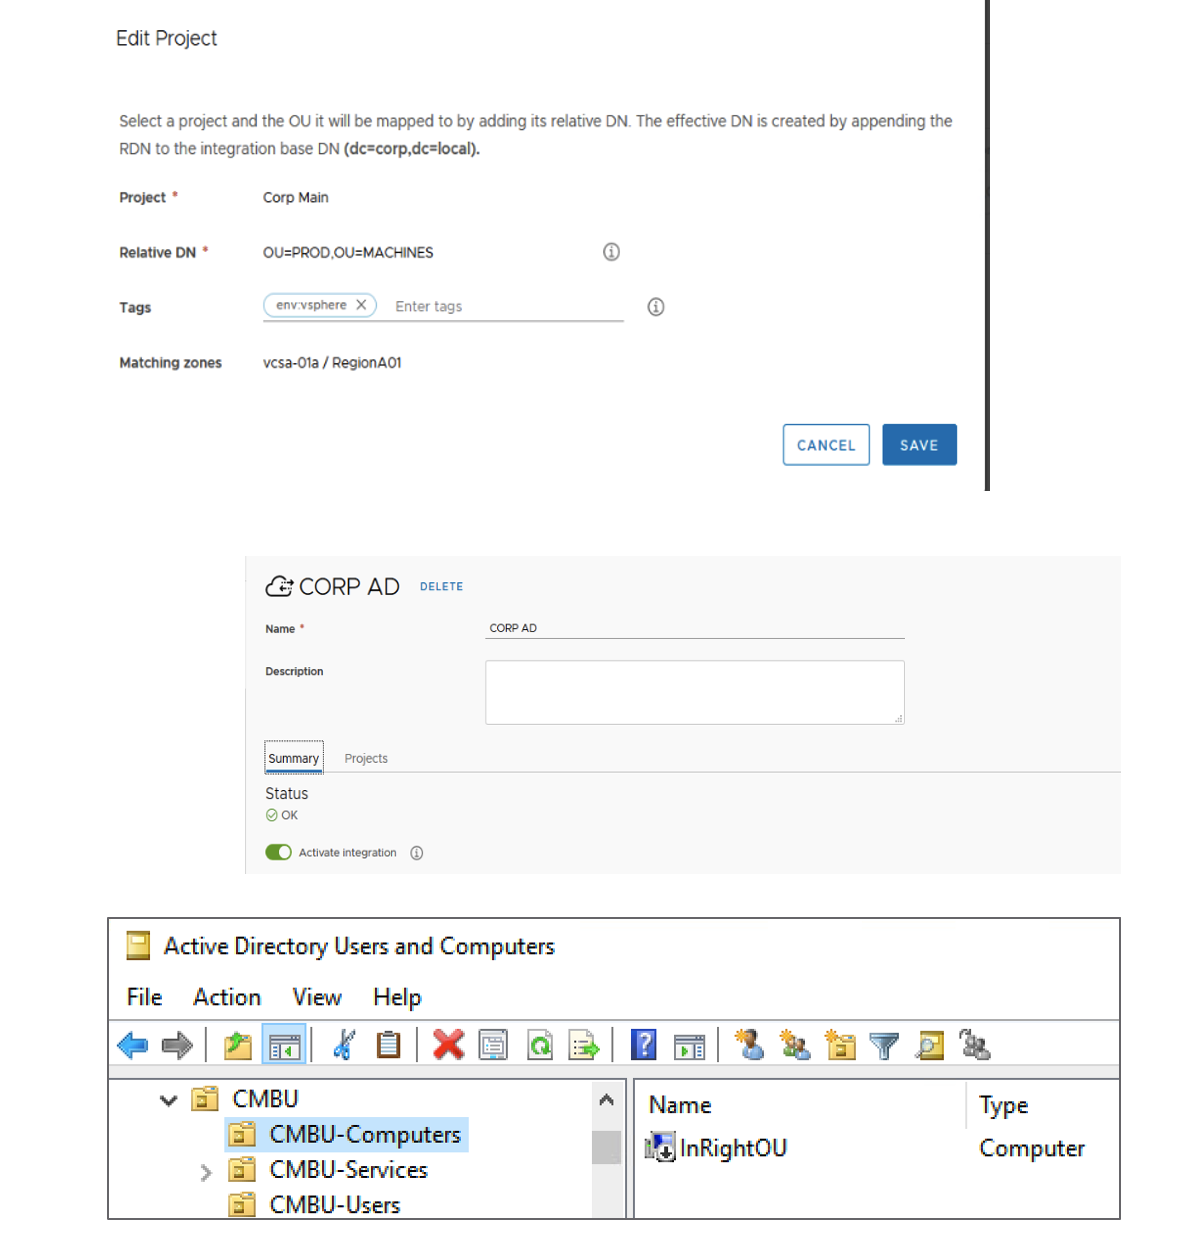 Edit Project
Select a project and the OU it will be mapped to by adding its relative DN. The effective DN is created by appending the
RDN to the integration base DN (dc=corp,dc=local).
Project * Corp Main
Relative DN * OU=PROD,OU=MACHINES
Tags env:vsphere Enter tags
Matching zones vcsa-01a / RegionA01
CANCEL SAVE
CORP AD DELETE
Name * CORP AD
Description
Summary Projects
Status
OK
Activate integration
Active Directory Users and Computers
File Action View Help
CMBU
CMBU-Computers
CMBU-Services
CMBU-Users
Name Type
InRightOU Computer